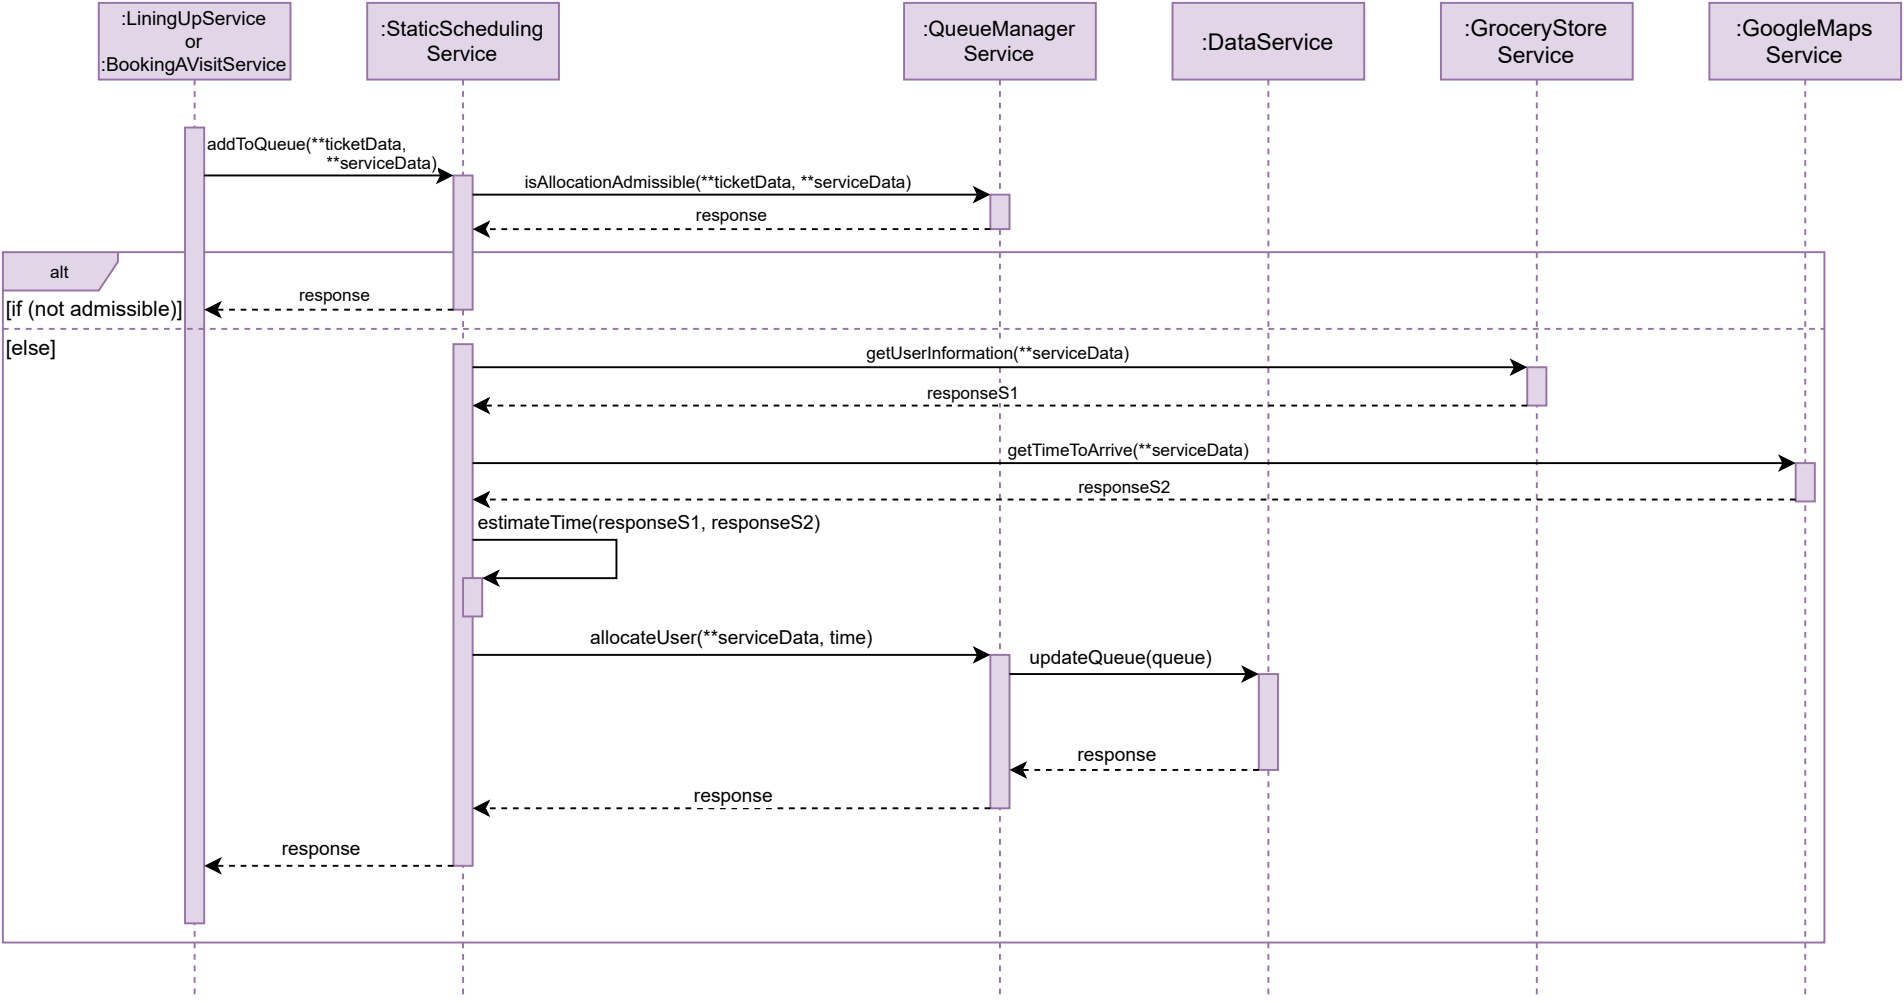 :LiningUpService
or
:BookingAVisitService
:StaticScheduling
Service
:QueueManager
Service
:DataService
:GroceryStore
Service
:GoogleMaps
Service
addToQueue(**ticketData,
**serviceData)
isAllocationAdmissible(**ticketData, **serviceData)
response
alt
[if (not admissible)]
response
[else]
getUserInformation(**serviceData)
responseS1
getTimeToArrive(**serviceData)
responseS2
estimateTime(responseS1, responseS2)
allocateUser(**serviceData, time)
updateQueue(queue)
response
response
response